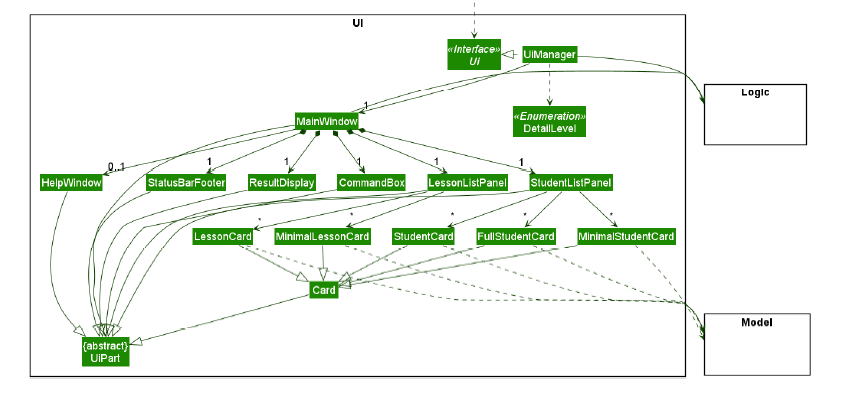 UI
«Interface»
Ui
UiManager
Logic
1
MainWindow
«Enumeration»
DetailLevel
0..1
1
1
1
1
1
HelpWindow
StatusBarFooter
ResultDisplay
CommandBox
LessonListPanel
StudentListPanel
*
*
*
*
*
LessonCard
MinimalLessonCard
StudentCard
FullStudentCard
MinimalStudentCard
Card
Model
{abstract}
UiPart